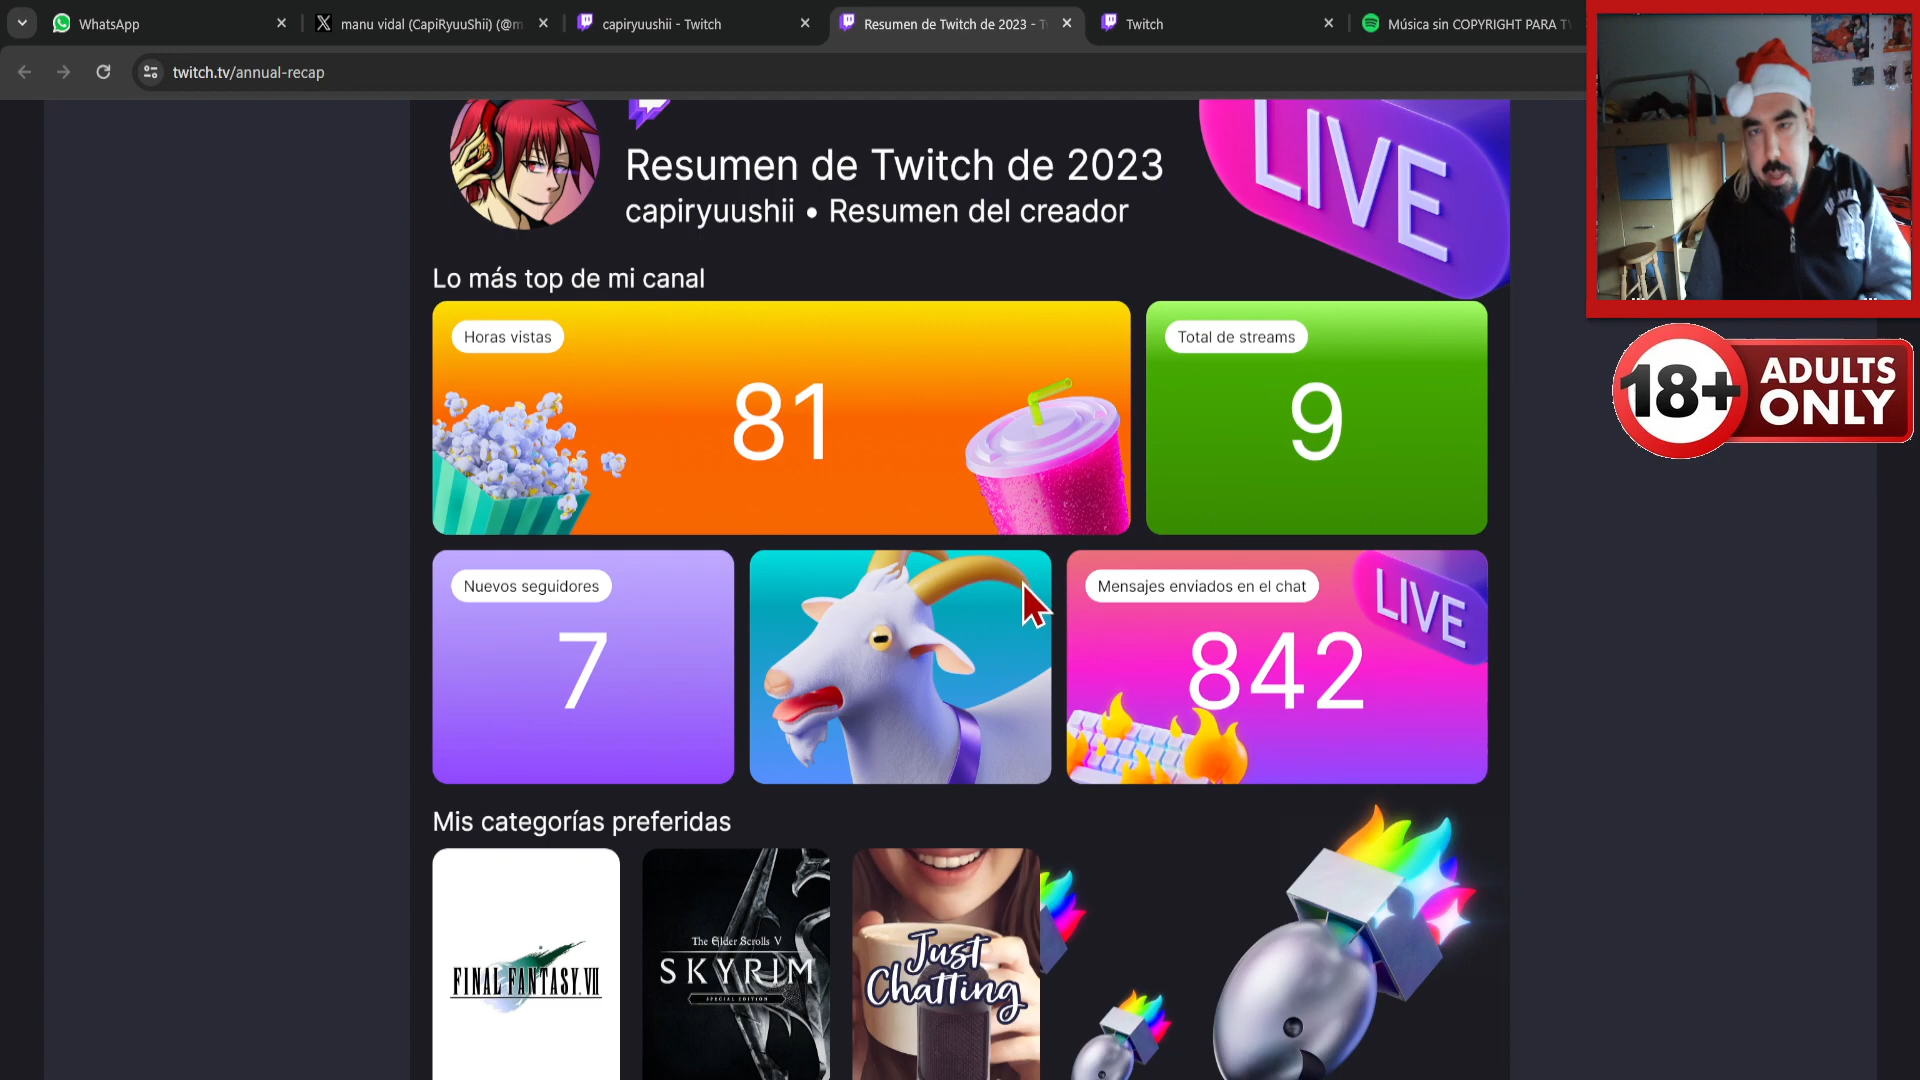 WhatsApp
manu vidal (CapiRyuuShii) (@m
capiryuushii - Twitch
Resumen de Twitch de 2023 - T
Twitch
Música sin COPYRIGHT PARA TW
twitch.tv/annual-recap
Resumen de Twitch de 2023
capiryuushii • Resumen del creador
LIVE
18+ ADULTS
ONLY
Lo más top de mi canal
Horas vistas
81
Total de streams
9
Nuevos seguidores
7
Mensajes enviados en el chat
842
LIVE
Mis categorías preferidas
FINAL FANTASY VII
The Elder Scrolls V
SKYRIM
SPECIAL EDITION
Just
Chatting